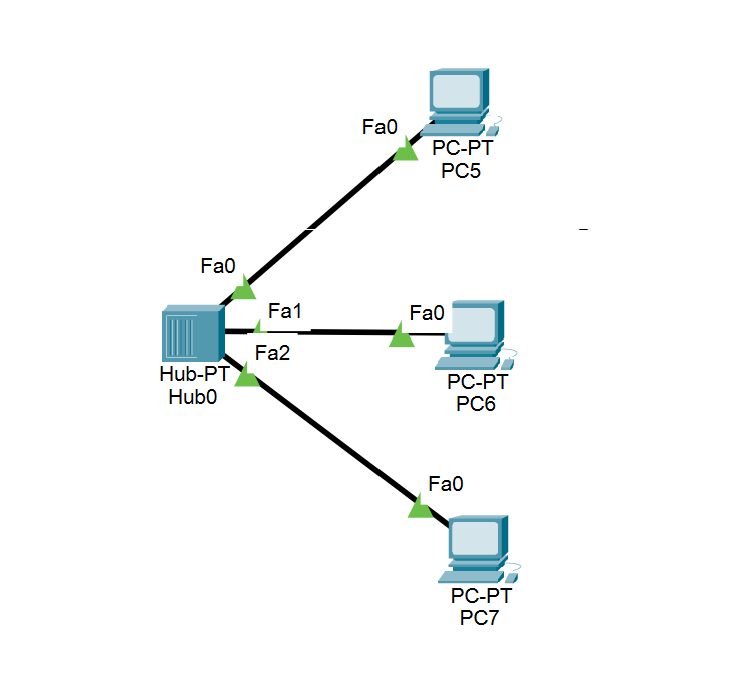 Fa0
PC-PT
PC5
Fa0
Fa1
Fa0
Fa2
Hub-PT
Hub0
PC-PT
PC6
Fa0
PC-PT
PC7